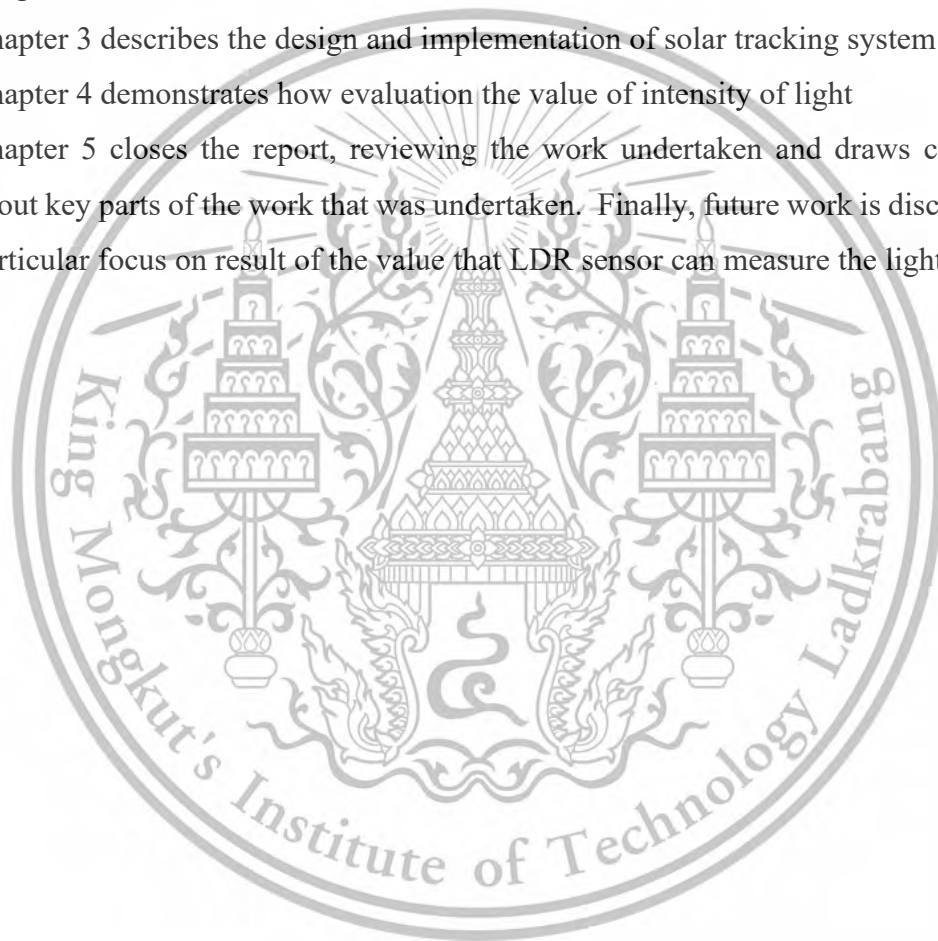 hapter 3 describes the design and implementation of solar tracking system
hapter 4 demonstrates how evaluation the value of intensity of light
hapter 5 closes the report, reviewing the work undertaken and draws c
out key parts of the work that was undertaken. Finally, future work is disc
rticular focus on result of the value that LDR sensor can measure the light
King Mongkut's Institute of Technology Ladkrabang